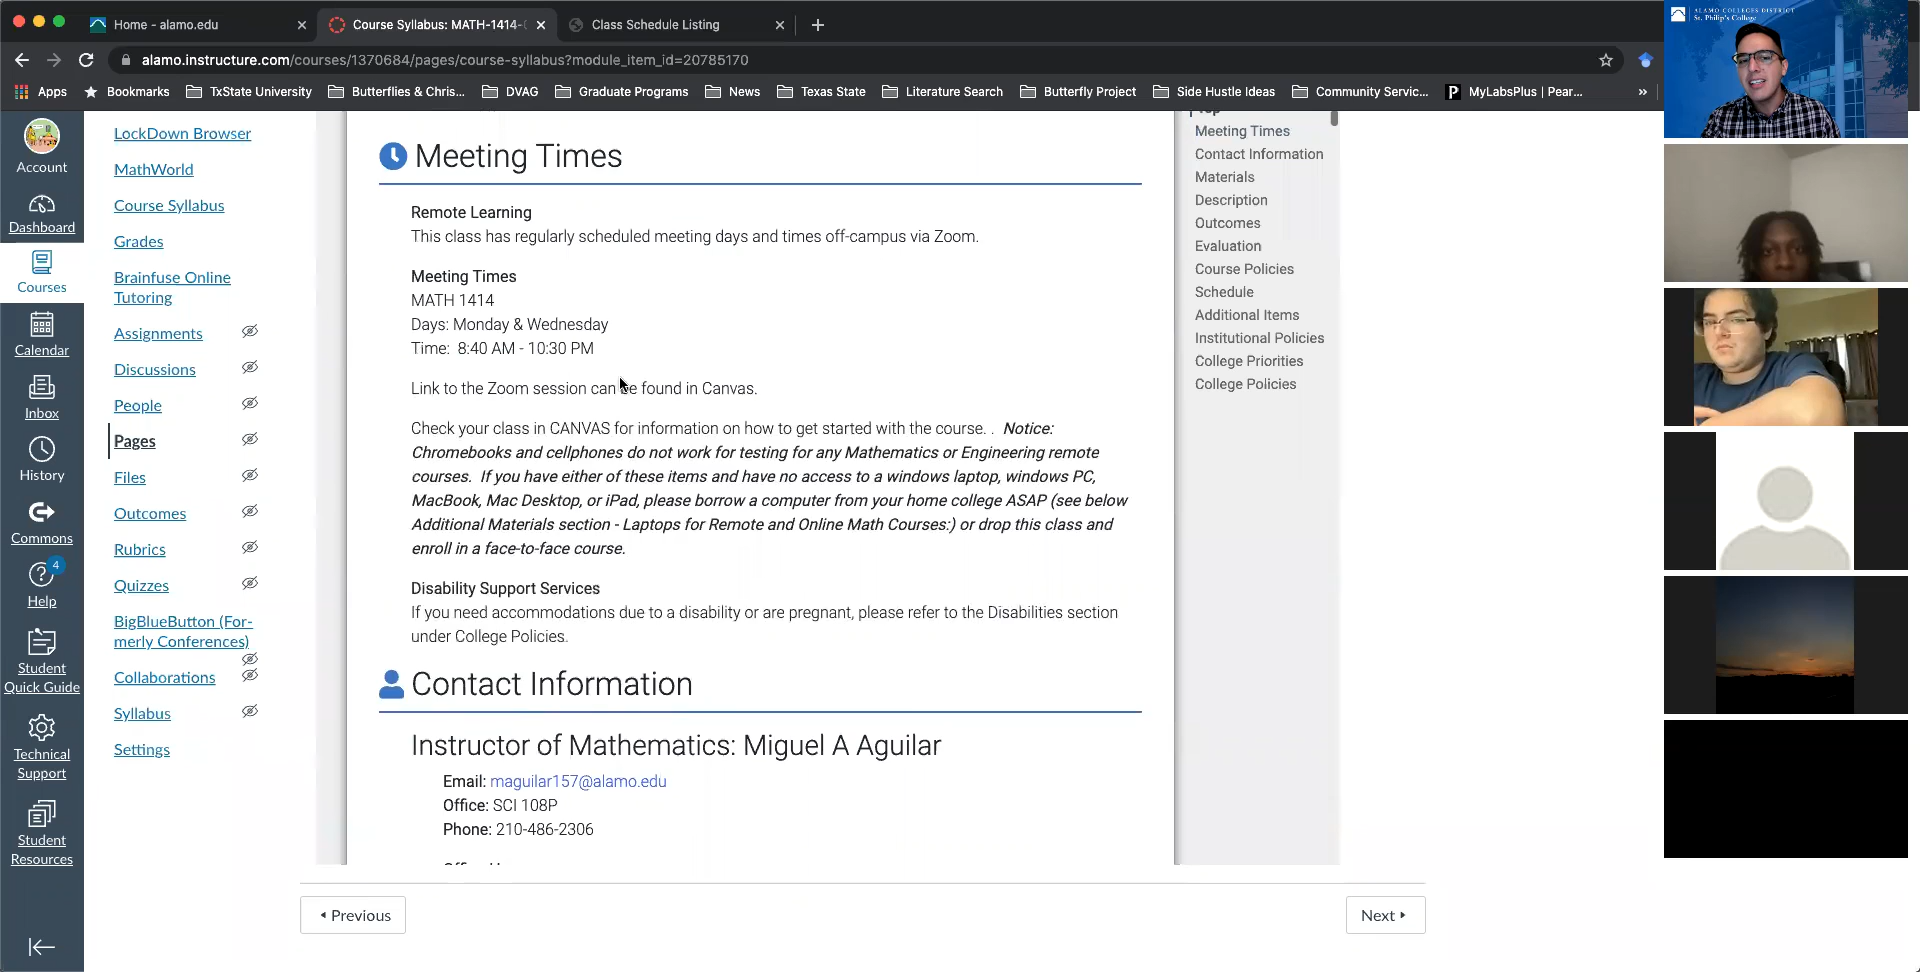 Home - alamo.edu
Course Syllabus: MATH-1414-
Class Schedule Listing
alamo.instructure.com/courses/1370684/pages/course-syllabus?module_item_id=20785170
Apps
Bookmarks
TxState University
Butterflies & Chris...
DVAG
Graduate Programs
News
Texas State
Literature Search
Butterfly Project
Side Hustle Ideas
Community Servic...
MyLabsPlus | Pear...
»
ALAMO COLLEGES DISTRICT
St. Philip's College
Account
Dashboard
Courses
Calendar
Inbox
History
Commons
4
Help
Student
Quick Guide
Technical
Support
Student
Resources
LockDown Browser
MathWorld
Course Syllabus
Grades
Brainfuse Online
Tutoring
Assignments
Discussions
People
Pages
Files
Outcomes
Rubrics
Quizzes
BigBlueButton (For-
merly Conferences)
Collaborations
Syllabus
Settings
Meeting Times
Remote Learning
This class has regularly scheduled meeting days and times off-campus via Zoom.
Meeting Times
MATH 1414
Days: Monday & Wednesday
Time: 8:40 AM - 10:30 PM
Link to the Zoom session can be found in Canvas.
Check your class in CANVAS for information on how to get started with the course. . Notice:
Chromebooks and cellphones do not work for testing for any Mathematics or Engineering remote
courses. If you have either of these items and have no access to a windows laptop, windows PC,
MacBook, Mac Desktop, or iPad, please borrow a computer from your home college ASAP (see below
Additional Materials section - Laptops for Remote and Online Math Courses:) or drop this class and
enroll in a face-to-face course.
Disability Support Services
If you need accommodations due to a disability or are pregnant, please refer to the Disabilities section
under College Policies.
Contact Information
Instructor of Mathematics: Miguel A Aguilar
Email: maguilar157@alamo.edu
Office: SCI 108P
Phone: 210-486-2306
Top
Meeting Times
Contact Information
Materials
Description
Outcomes
Evaluation
Course Policies
Schedule
Additional Items
Institutional Policies
College Priorities
College Policies
Previous
Next